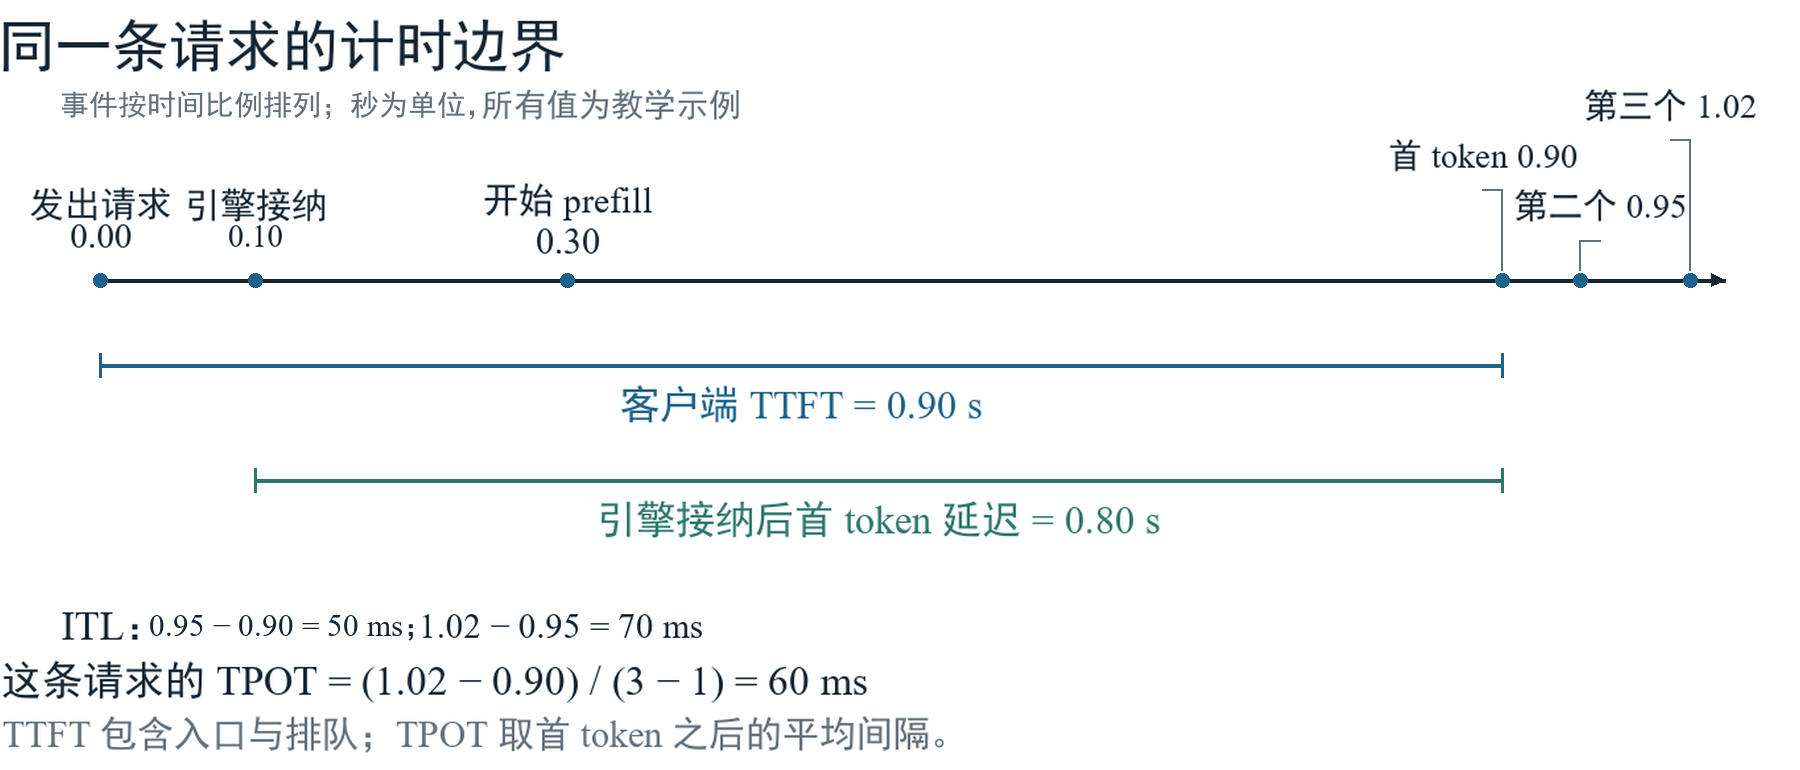 同一条请求的计时边界
事件按时间比例排列；秒为单位,所有值为教学示例
第三个 1.02
首 token 0.90
第二个 0.95
发出请求
0.00
引擎接纳
0.10
开始 prefill
0.30
客户端 TTFT = 0.90 s
引擎接纳后首 token 延迟 = 0.80 s
ITL：0.95 − 0.90 = 50 ms；1.02 − 0.95 = 70 ms
这条请求的 TPOT = (1.02 − 0.90) / (3 − 1) = 60 ms
TTFT 包含入口与排队；TPOT 取首 token 之后的平均间隔。